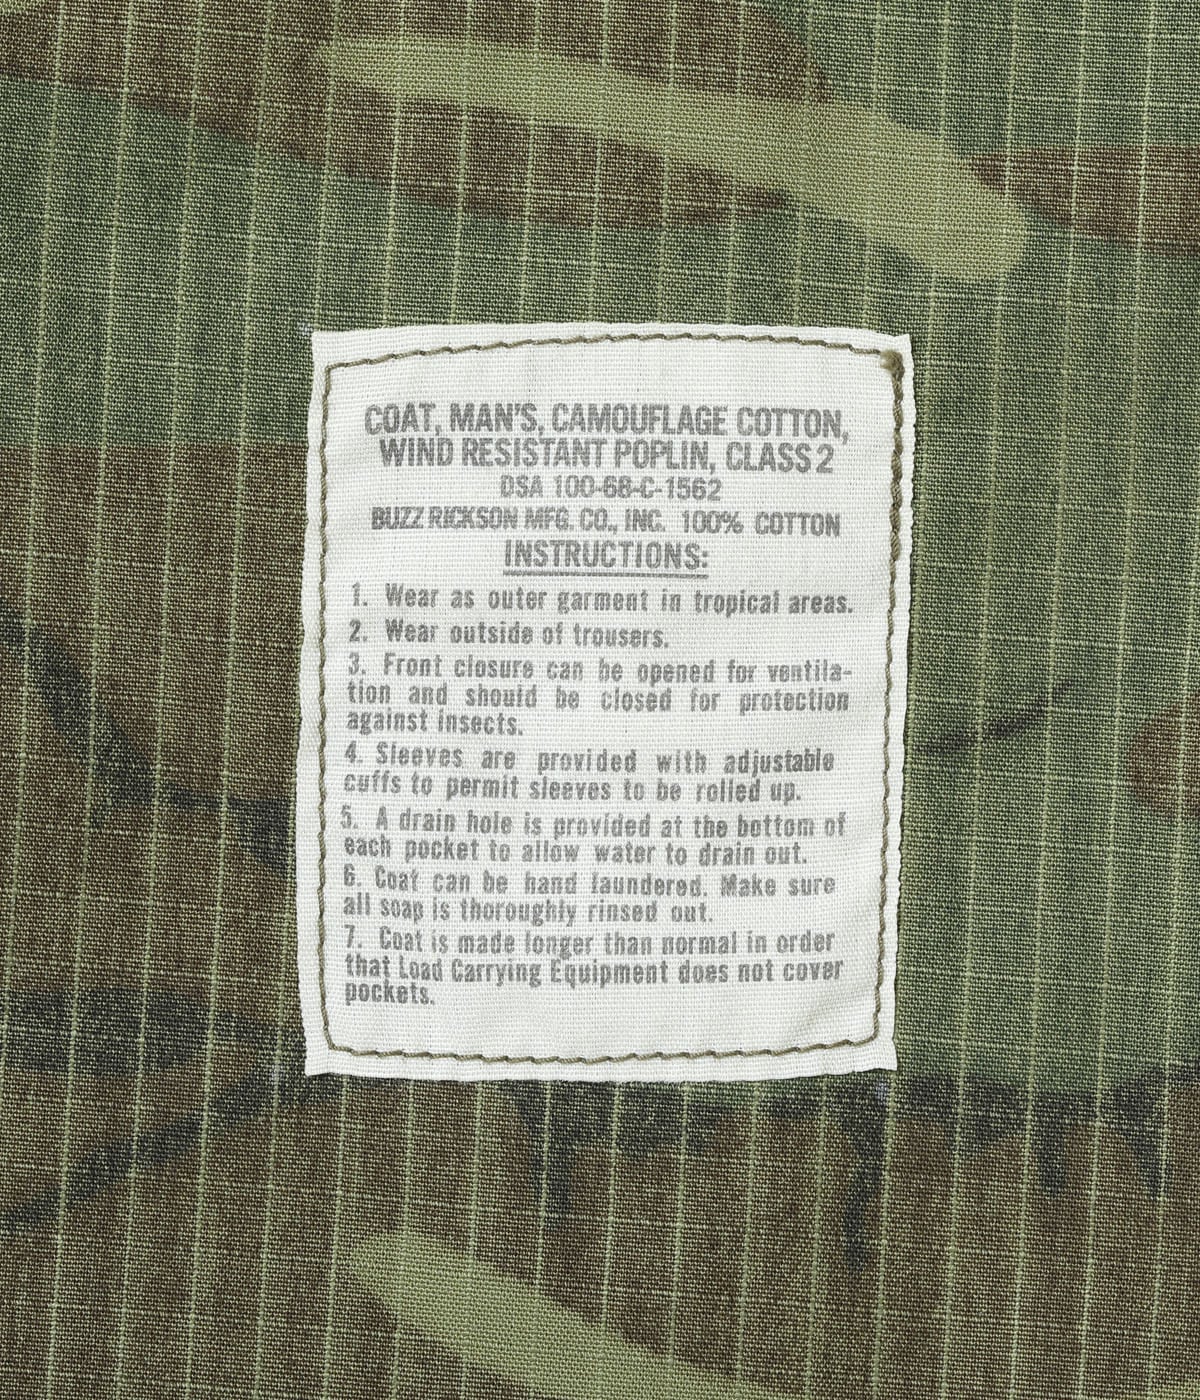 COAT, MAN'S, CAMOUFLAGE COTTON,
WIND RESISTANT POPLIN, CLASS 2
DSA 100-68-C-1562
BUZZ RICKSON MFG. CO., INC. 100% COTTON
INSTRUCTIONS:
1. Wear as outer garment in tropical areas.
2. Wear outside of trousers.
3. Front closure can be opened for ventila-
tion and should be closed for protection
against insects.
4. Sleeves are provided with adjustable
cuffs to permit sleeves to be rolled up.
5. A drain hole is provided at the bottom of
each pocket to allow water to drain out.
6. Coat can be hand laundered. Make sure
all soap is thoroughly rinsed out.
7. Coat is made longer than normal in order
that Load Carrying Equipment does not cover
pockets.